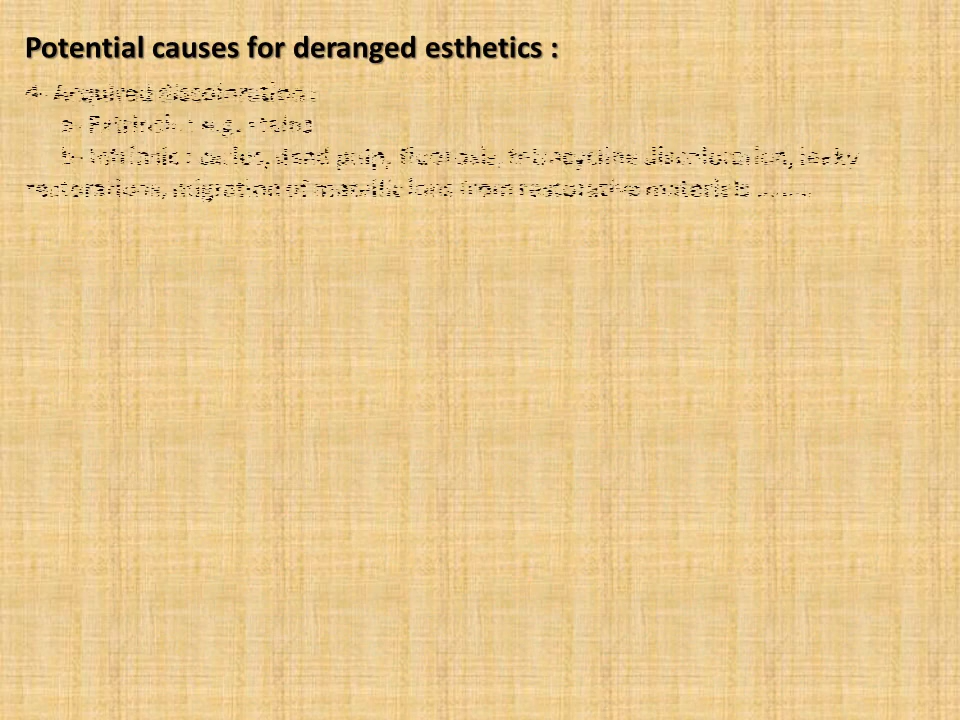 Potential causes for deranged esthetics :
4- Acquired discoloration :
a- Extrinsic : e.g. stains
b- Intrinsic : caries, dead pulp, fluorosis, tetracycline discoloration, leaky
restorations, migration of metallic ions from restorative materials ......